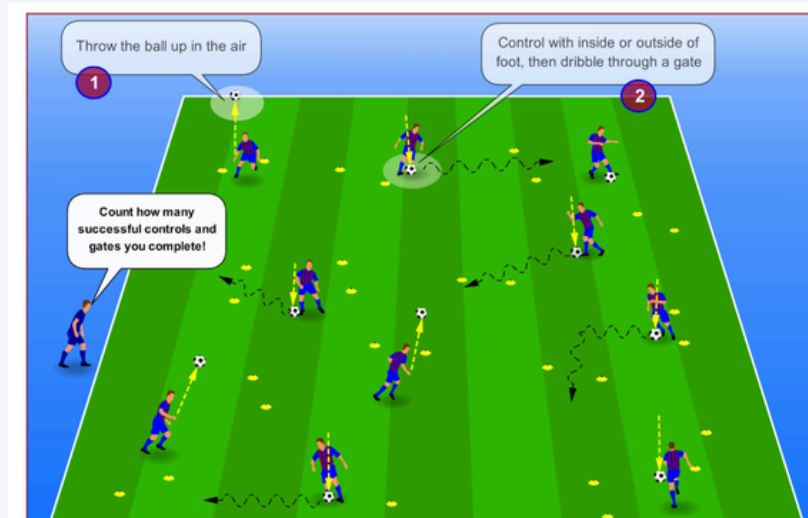 Throw the ball up in the air
1
Control with inside or outside of
foot, then dribble through a gate
2
Count how many
successful controls and
gates you complete!